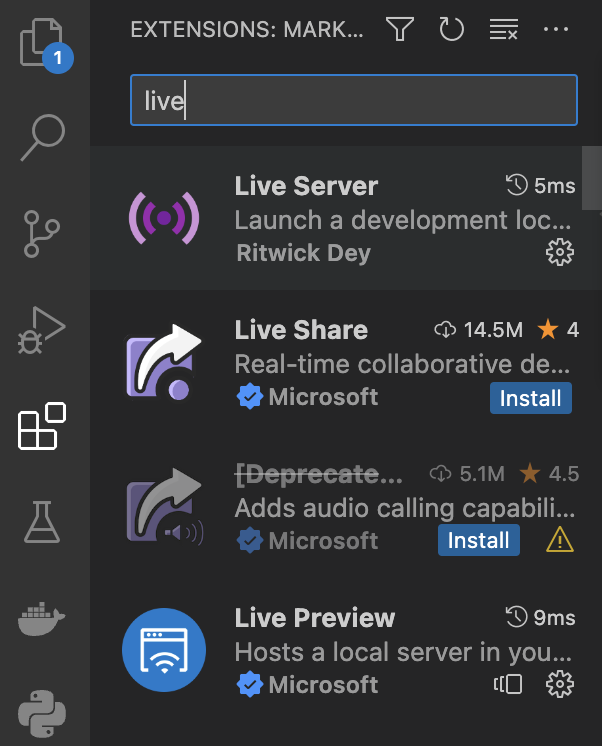 EXTENSIONS: MARK...
1
live
Live Server 5ms
Launch a development loc...
Ritwick Dey
Live Share 14.5M 4
Real-time collaborative de...
Microsoft Install
[Deprecate... 5.1M 4.5
Adds audio calling capabili...
Microsoft Install
Live Preview 9ms
Hosts a local server in you...
Microsoft